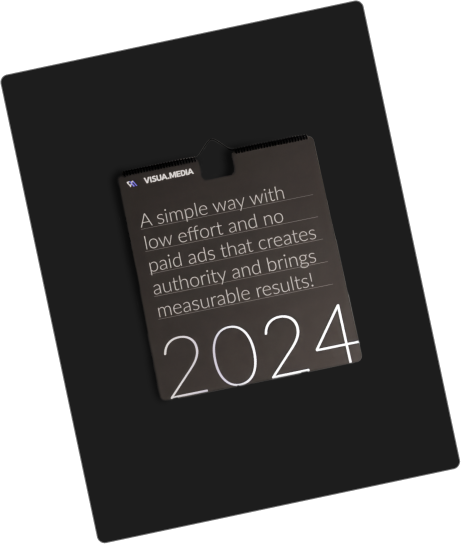 VISUA.MEDIA
A simple way with
low effort and no
paid ads that creates
authority and brings
measurable results!
2024